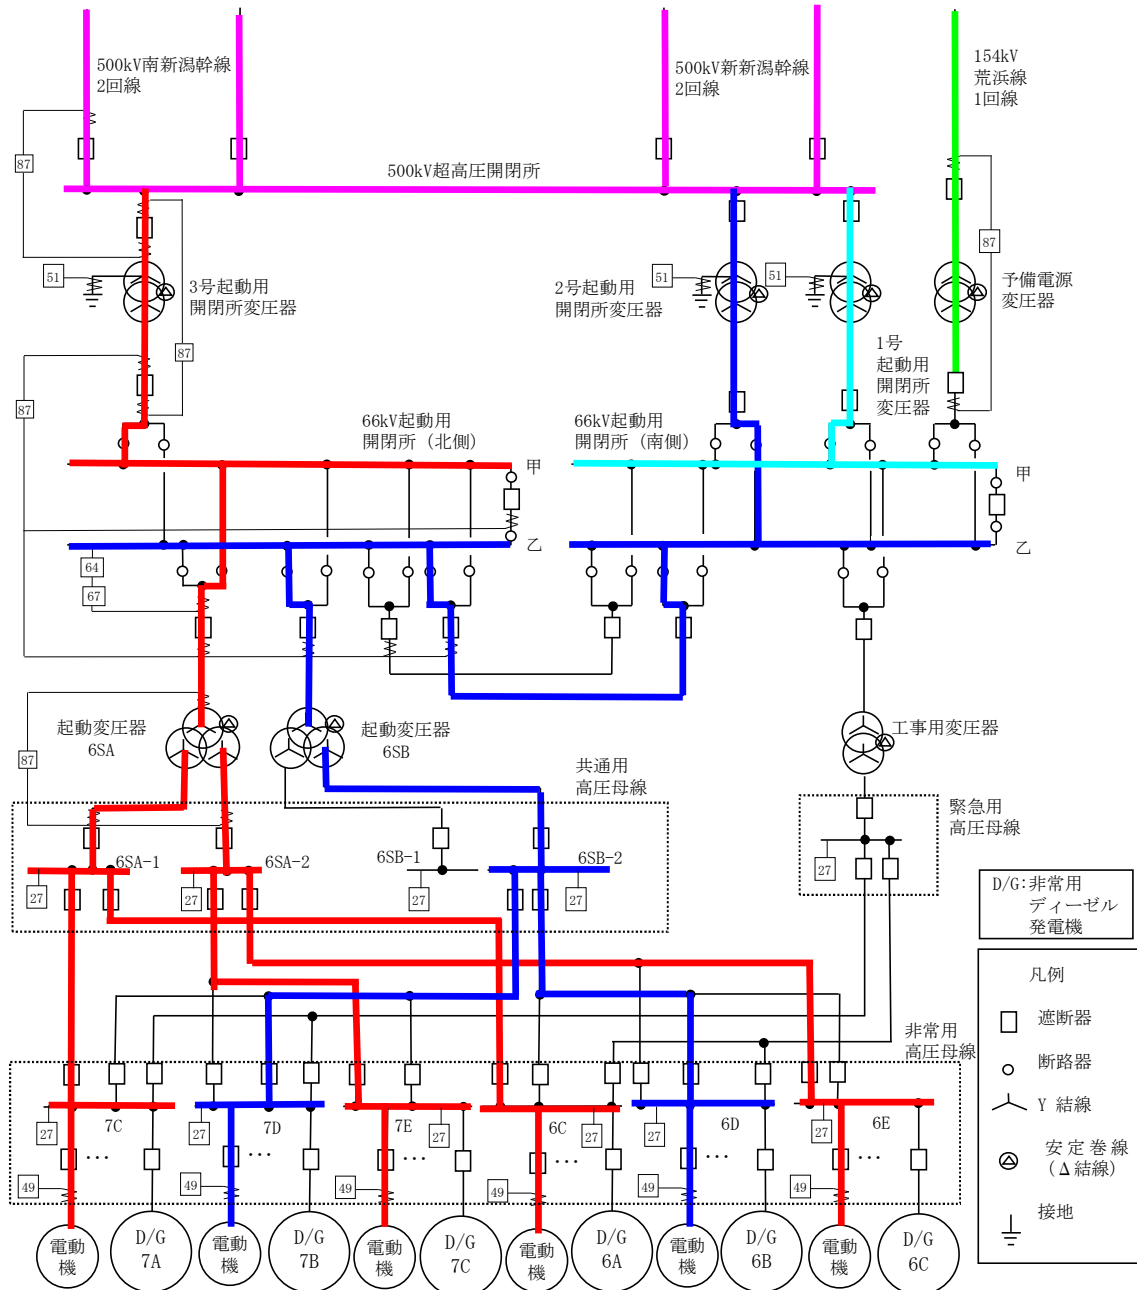 500kV南新潟幹線
2回線
500kV新新潟幹線
2回線
154kV
荒浜線
1回線
87
500kV超高圧開閉所
87
51
3号起動用
開閉所変圧器
2号起動用
開閉所変圧器
51
51
予備電源
変圧器
87
87
1号
起動用
開閉所
変圧器
66kV起動用
開閉所（北側）
66kV起動用
開閉所（南側）
甲
甲
乙
乙
64
67
起動変圧器
6SA
起動変圧器
6SB
工事用変圧器
87
共通用
高圧母線
緊急用
高圧母線
6SA-1
6SA-2
6SB-1
6SB-2
27
27
27
27
27
D/G:非常用
ディーゼル
発電機
凡例
遮断器
断路器
Y 結線
安定巻線
(Δ結線)
接地
非常用
高圧母線
7C
7D
7E
6C
6D
6E
27
27
27
27
27
27
…
…
…
…
…
…
49
49
49
49
49
49
電動
機
D/G
7A
電動
機
D/G
7B
電動
機
D/G
7C
電動
機
D/G
6A
電動
機
D/G
6B
電動
機
D/G
6C